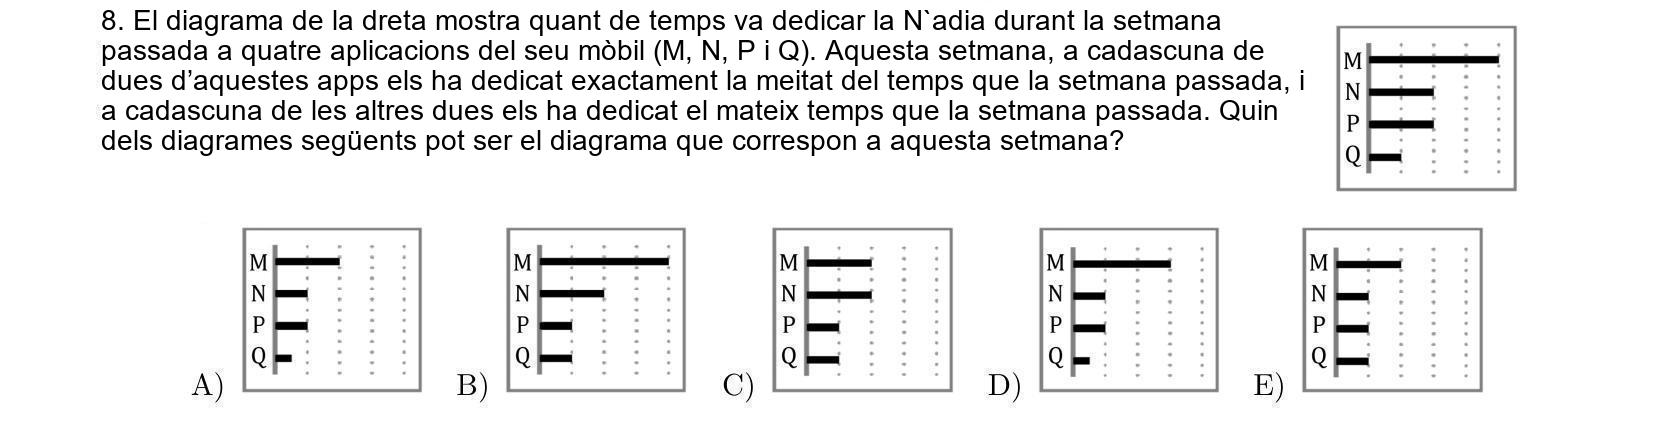 8. El diagrama de la dreta mostra quant de temps va dedicar la N`adia durant la setmana
passada a quatre aplicacions del seu mòbil (M, N, P i Q). Aquesta setmana, a cadascuna de
dues d’aquestes apps els ha dedicat exactament la meitat del temps que la setmana passada, i
a cadascuna de les altres dues els ha dedicat el mateix temps que la setmana passada. Quin
dels diagrames següents pot ser el diagrama que correspon a aquesta setmana?
M
N
P
Q
A)
M
N
P
Q
B)
M
N
P
Q
C)
M
N
P
Q
D)
M
N
P
Q
E)
M
N
P
Q